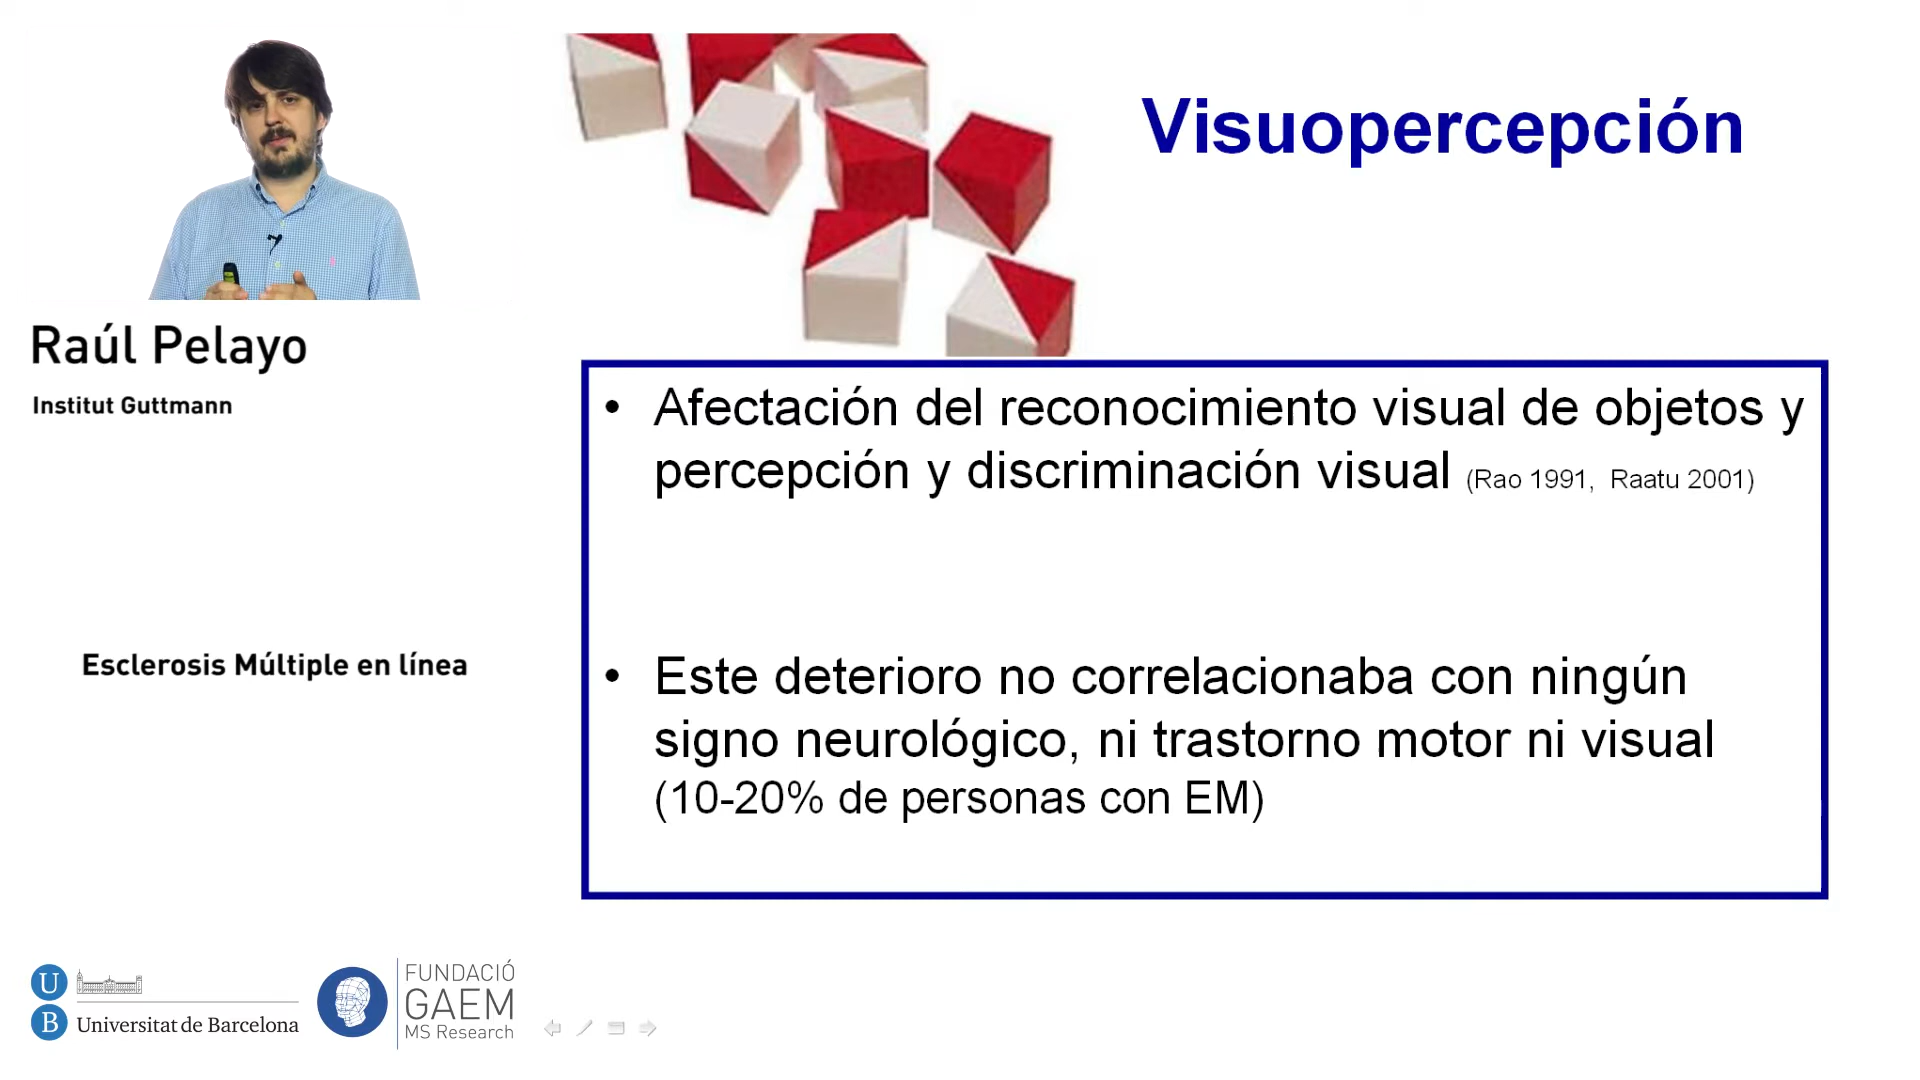 Visuopercepción
Raúl Pelayo
Institut Guttmann
• Afectación del reconocimiento visual de objetos y
percepción y discriminación visual (Rao 1991, Raatu 2001)
• Este deterioro no correlacionaba con ningún
signo neurológico, ni trastorno motor ni visual
(10-20% de personas con EM)
Esclerosis Múltiple en línea
U
B Universitat de Barcelona
FUNDACIÓ
GAEM
MS Research